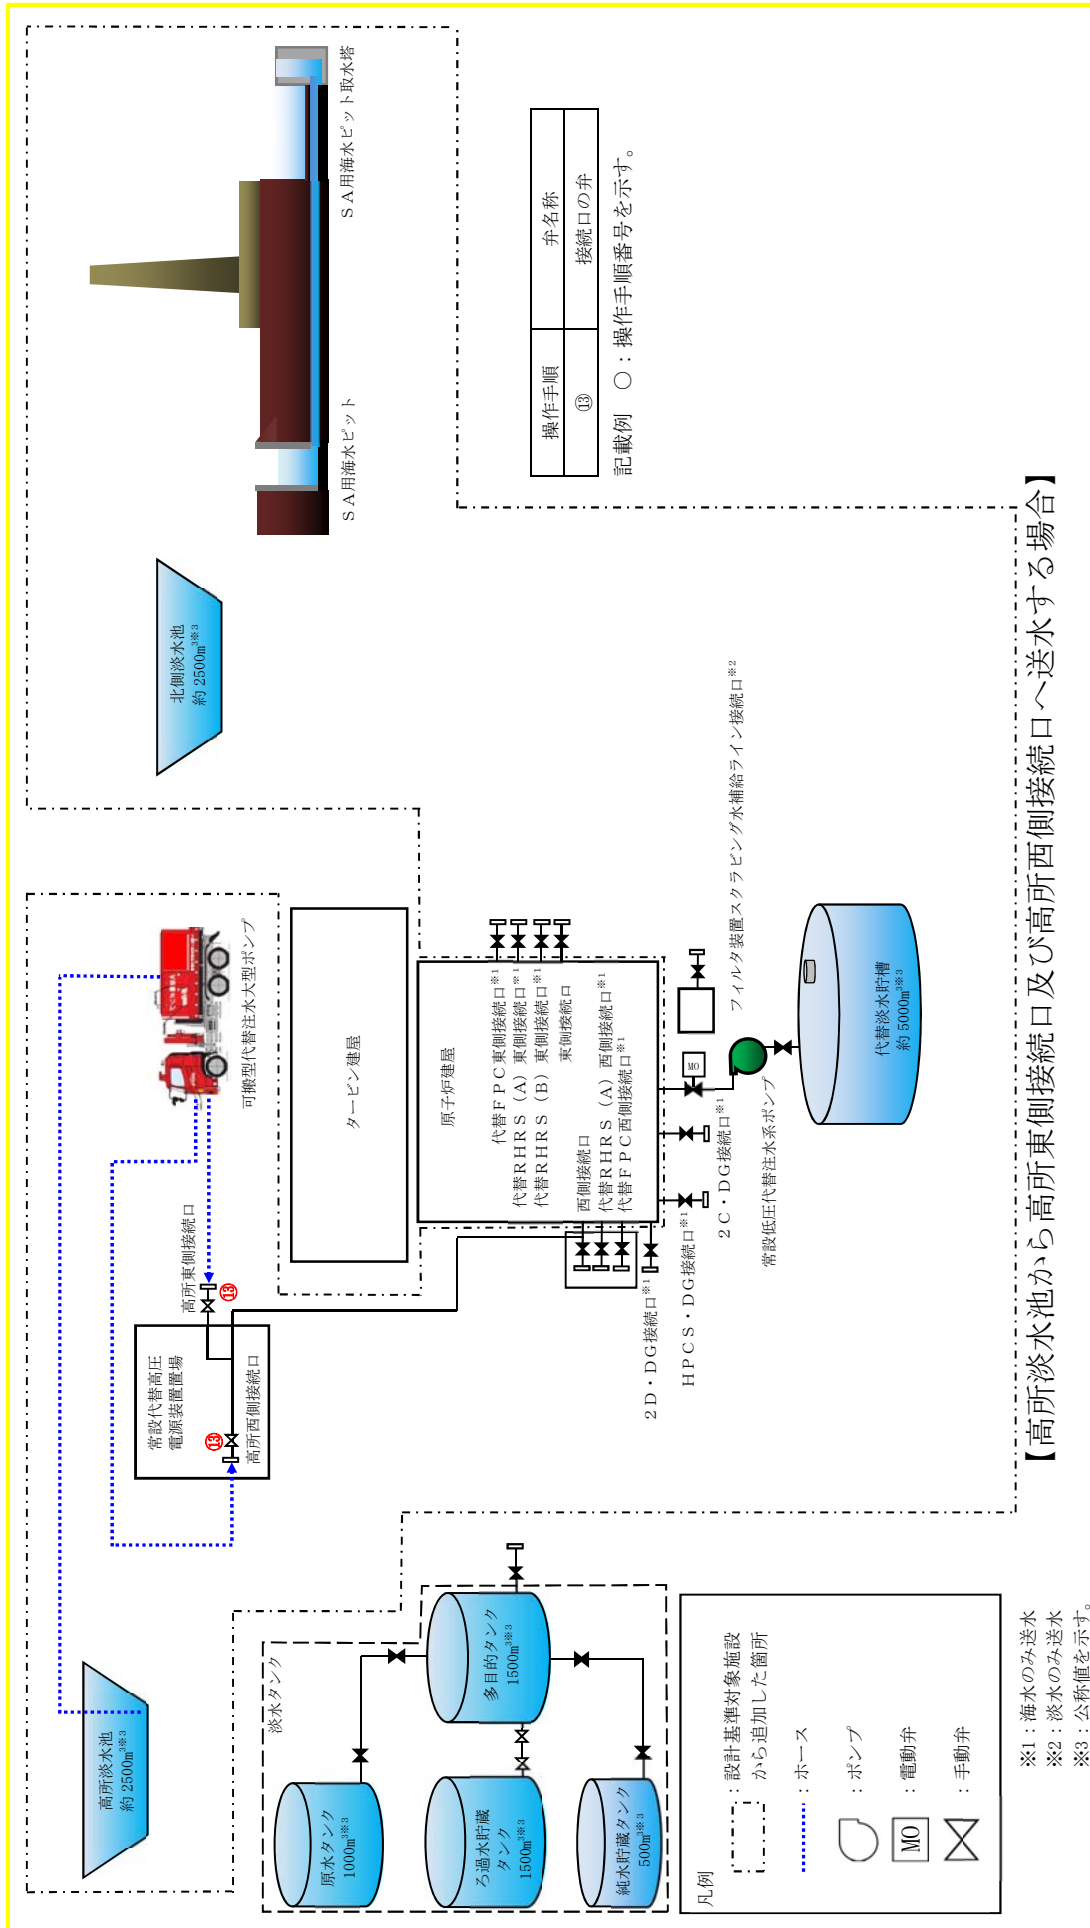 高所淡水池
約 2500m³※3
常設代替高圧
電源装置置場
高所西側接続口
⑬
高所東側接続口
⑬
可搬型代替注水大型ポンプ
北側淡水池
約 2500m³※3
ＳＡ用海水ピット
ＳＡ用海水ピット取水塔
淡水タンク
原水タンク
1000m³※3
ろ過水貯蔵
タンク
1500m³※3
純水貯蔵タンク
500m³※3
多目的タンク
1500m³※3
タービン建屋
原子炉建屋
代替ＦＰＣ東側接続口※1
代替ＲＨＲＳ（Ａ）東側接続口※1
代替ＲＨＲＳ（Ｂ）東側接続口※1
東側接続口
西側接続口
代替ＲＨＲＳ（Ａ）西側接続口※1
代替ＦＰＣ西側接続口※1
２Ｄ・ＤＧ接続口※1
ＨＰＣＳ・ＤＧ接続口※1
２Ｃ・ＤＧ接続口※1
MO
常設低圧代替注水系ポンプ
フィルタ装置スクラビング水補給ライン接続口※2
代替淡水貯槽
約 5000m³※3
操作手順 弁名称
⑬ 接続口の弁
記載例　○：操作手順番号を示す。
凡例
：設計基準対象施設
から追加した箇所
：ホース
：ポンプ
MO ：電動弁
：手動弁
※1：海水のみ送水
※2：淡水のみ送水
※3：公称値を示す。
【高所淡水池から高所東側接続口及び高所西側接続口へ送水する場合】